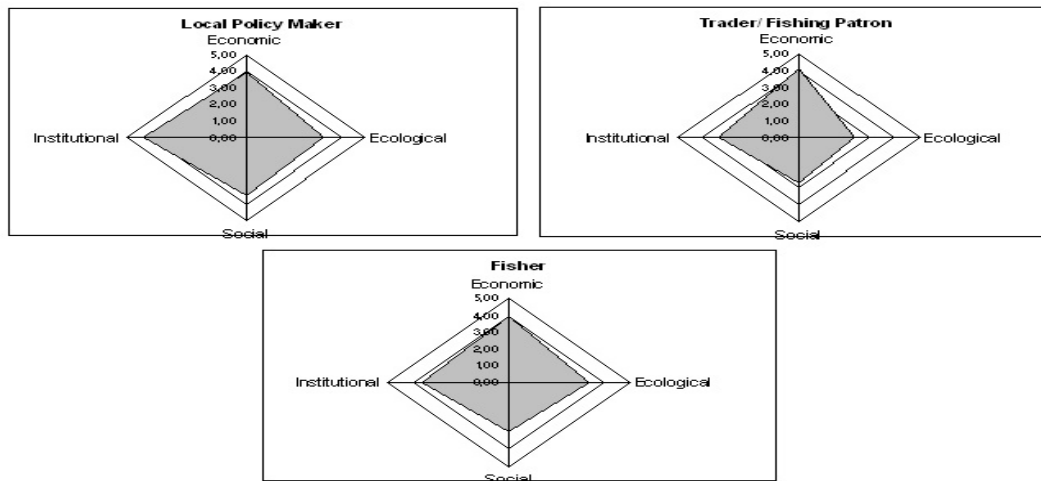 Local Policy Maker
Economic
5,00
4,00
3,00
2,00
1,00
0,00
Institutional
Ecological
Social
Trader/ Fishing Patron
Economic
5,00
4,00
3,00
2,00
1,00
0,00
Institutional
Ecological
Social
Fisher
Economic
5,00
4,00
3,00
2,00
1,00
0,00
Institutional
Ecological
Social